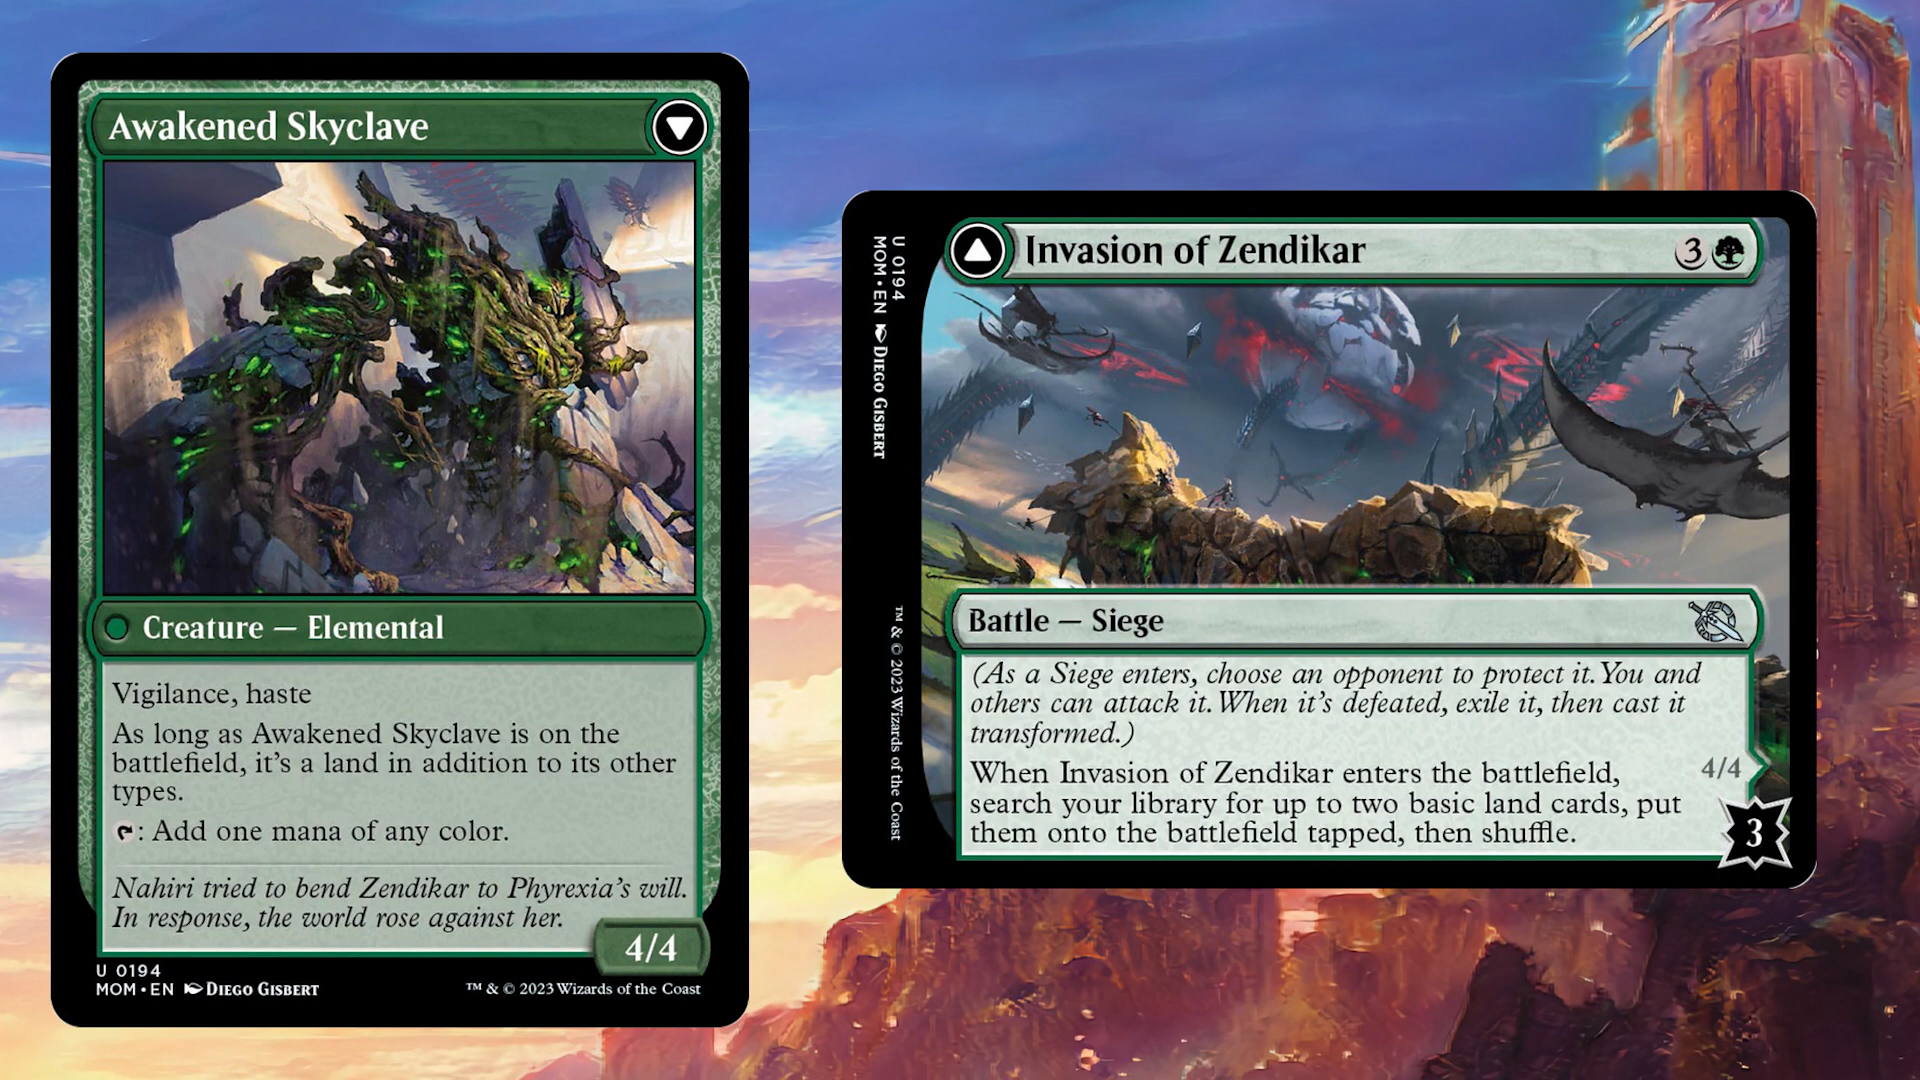 Awakened Skyclave
Creature — Elemental
Vigilance, haste
As long as Awakened Skyclave is on the
battlefield, it's a land in addition to its other
types.
: Add one mana of any color.
Nahiri tried to bend Zendikar to Phyrexia's will.
In response, the world rose against her.
4/4
U 0194
MOM • EN DIEGO GISBERT
™ & © 2023 Wizards of the Coast
Invasion of Zendikar
3
Battle — Siege
(As a Siege enters, choose an opponent to protect it. You and
others can attack it. When it's defeated, exile it, then cast it
transformed.)
When Invasion of Zendikar enters the battlefield,
search your library for up to two basic land cards, put
them onto the battlefield tapped, then shuffle.
4/4
3
U 0194
MOM • EN DIEGO GISBERT
™ & © 2023 Wizards of the Coast